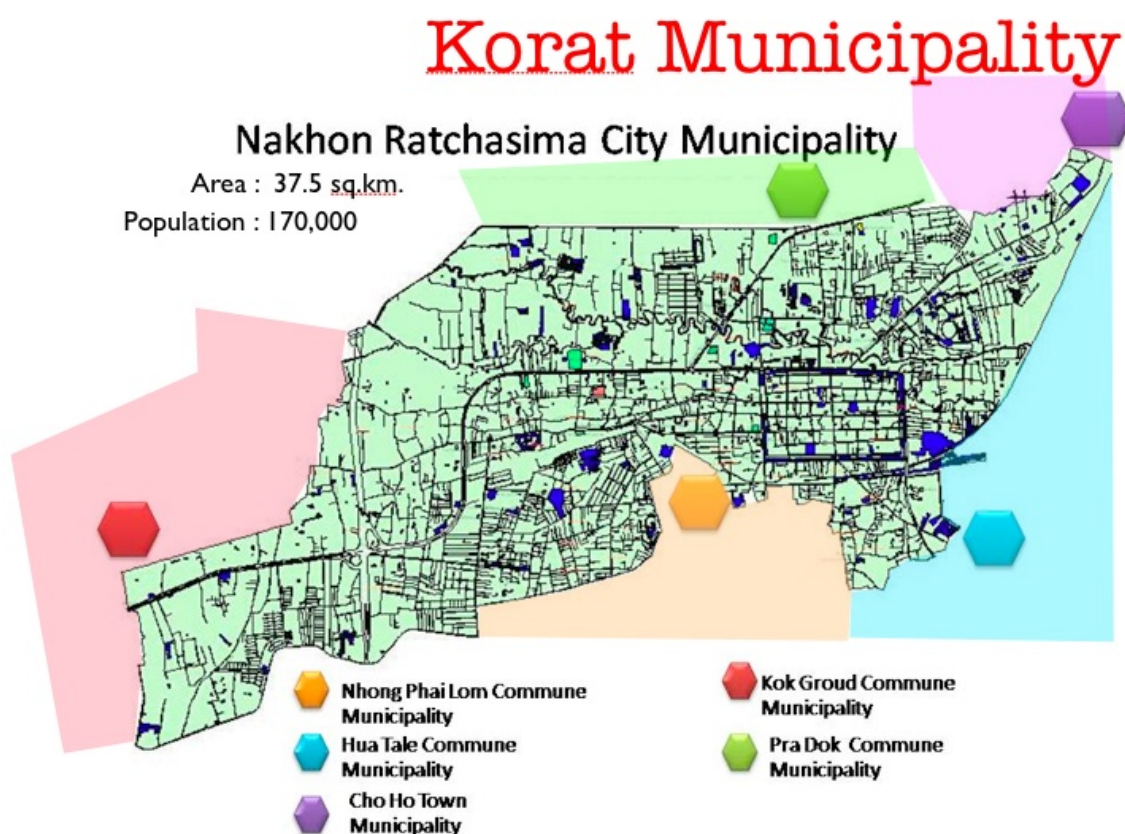 Korat Municipality
Nakhon Ratchasima City Municipality
Area : 37.5 sq.km.
Population : 170,000
Nhong Phai Lom Commune
Municipality
Hua Tale Commune
Municipality
Cho Ho Town
Municipality
Kok Groud Commune
Municipality
Pra Dok Commune
Municipality